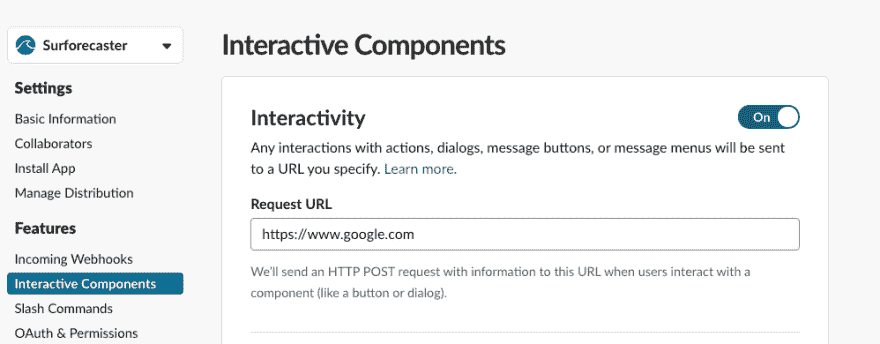 Surforecaster
Settings
Basic Information
Collaborators
Install App
Manage Distribution
Features
Incoming Webhooks
Interactive Components
Slash Commands
OAuth & Permissions
Interactive Components
Interactivity
On
Any interactions with actions, dialogs, message buttons, or message menus will be sent
to a URL you specify. Learn more.
Request URL
https://www.google.com
We'll send an HTTP POST request with information to this URL when users interact with a
component (like a button or dialog).